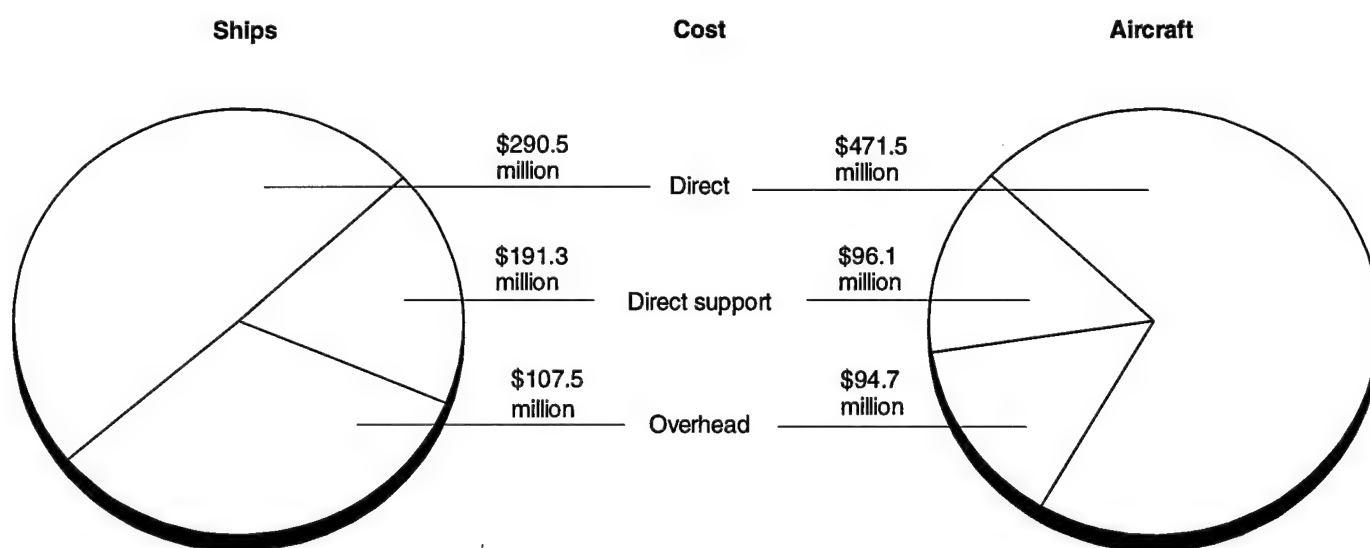 Ships Cost Aircraft
$290.5
million
$471.5
million
Direct
$191.3
million
$96.1
million
Direct support
$107.5
million
$94.7
million
Overhead